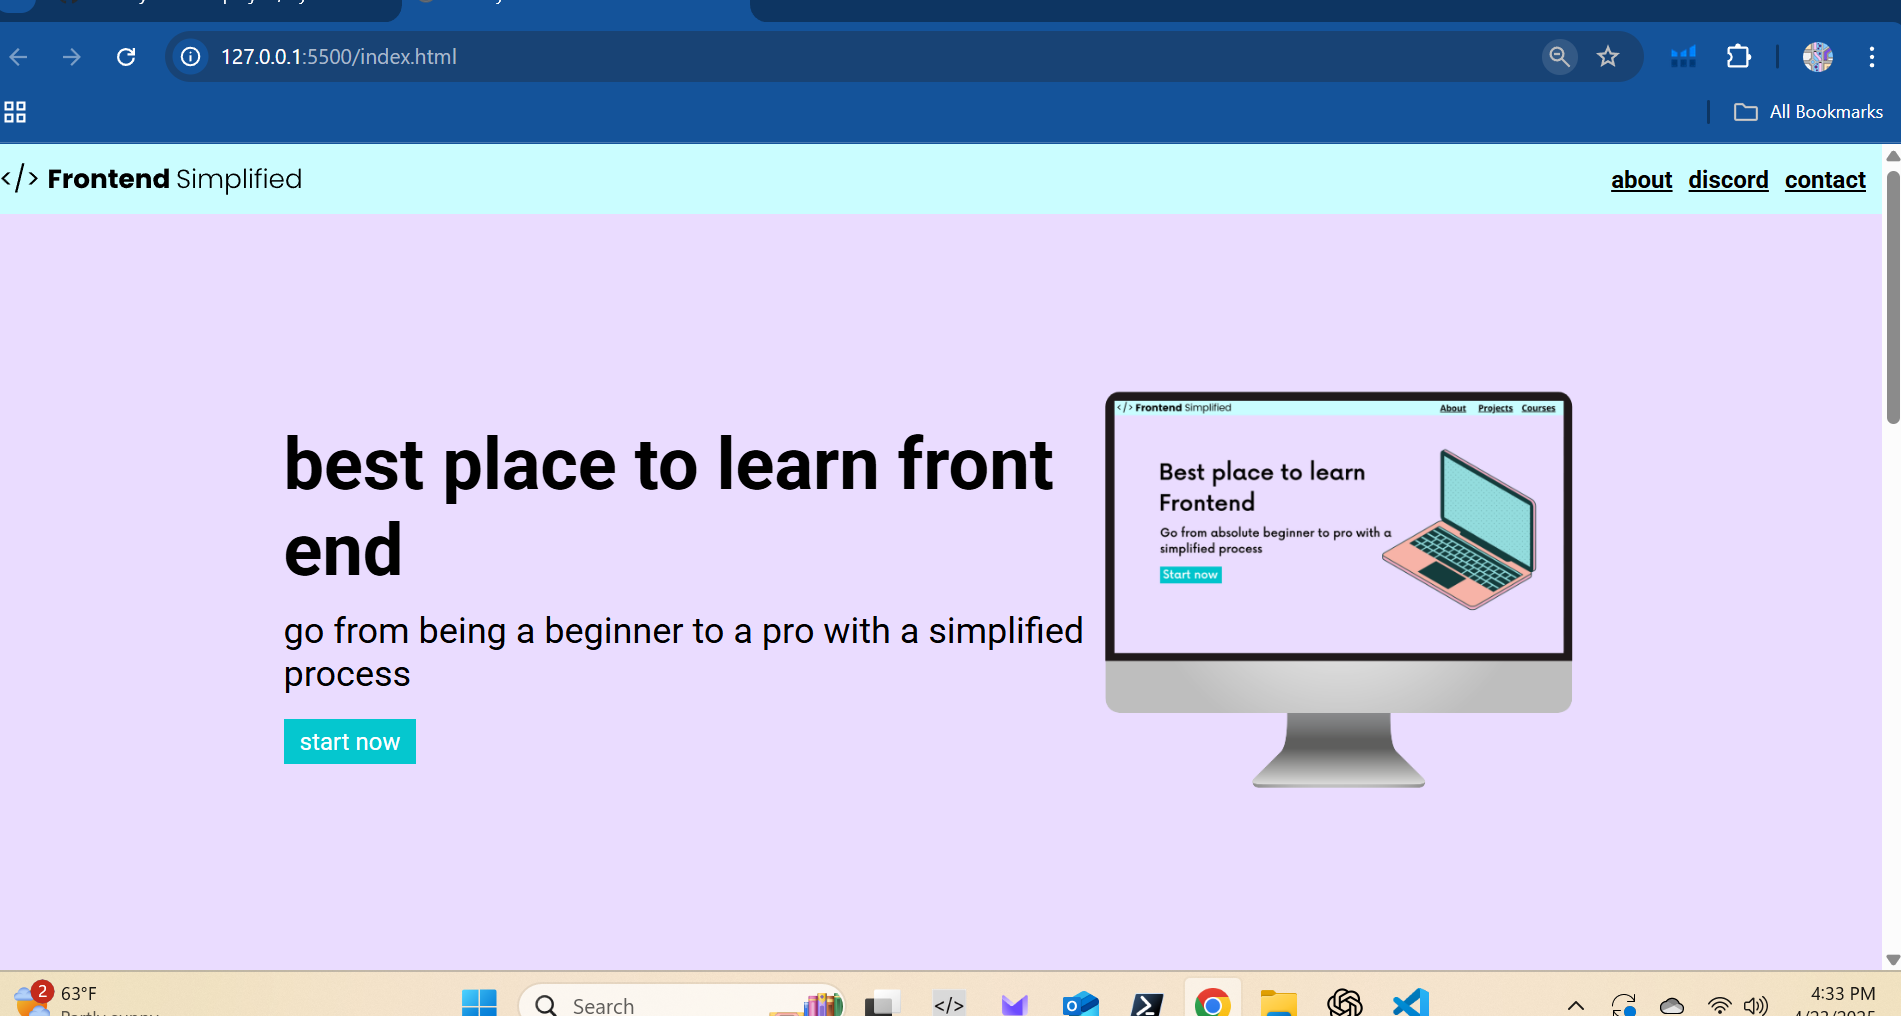 127.0.0.1:5500/index.html
All Bookmarks
</> Frontend Simplified
about discord contact
best place to learn front
end
go from being a beginner to a pro with a simplified
process
start now
</> Frontend Simplified
About Projects Courses
Best place to learn
Frontend
Go from absolute beginner to pro with a
simplified process
Start now
2
63°F
Search
</>
4:33 PM